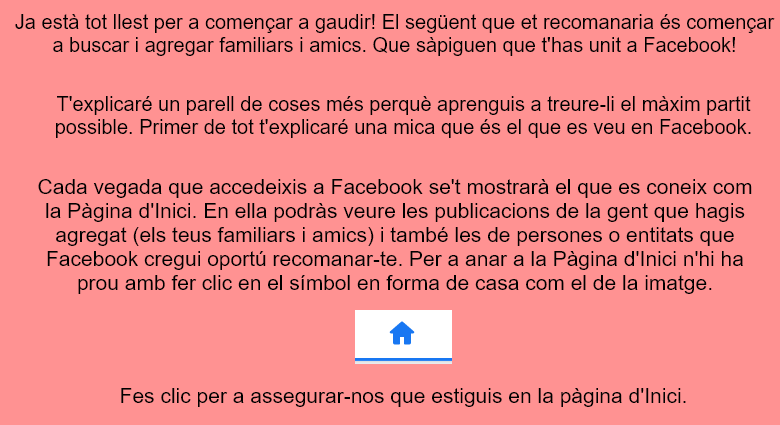 Ja està tot llest per a començar a gaudir! El següent que et recomanaria és començar
a buscar i agregar familiars i amics. Que sàpiguen que t'has unit a Facebook!
T'explicaré un parell de coses més perquè aprenguis a treure-li el màxim partit
possible. Primer de tot t'explicaré una mica que és el que es veu en Facebook.
Cada vegada que accedeixis a Facebook se't mostrarà el que es coneix com
la Pàgina d'Inici. En ella podràs veure les publicacions de la gent que hagis
agregat (els teus familiars i amics) i també les de persones o entitats que
Facebook cregui oportú recomanar-te. Per a anar a la Pàgina d'Inici n'hi ha
prou amb fer clic en el símbol en forma de casa com el de la imatge.
Fes clic per a assegurar-nos que estiguis en la pàgina d'Inici.